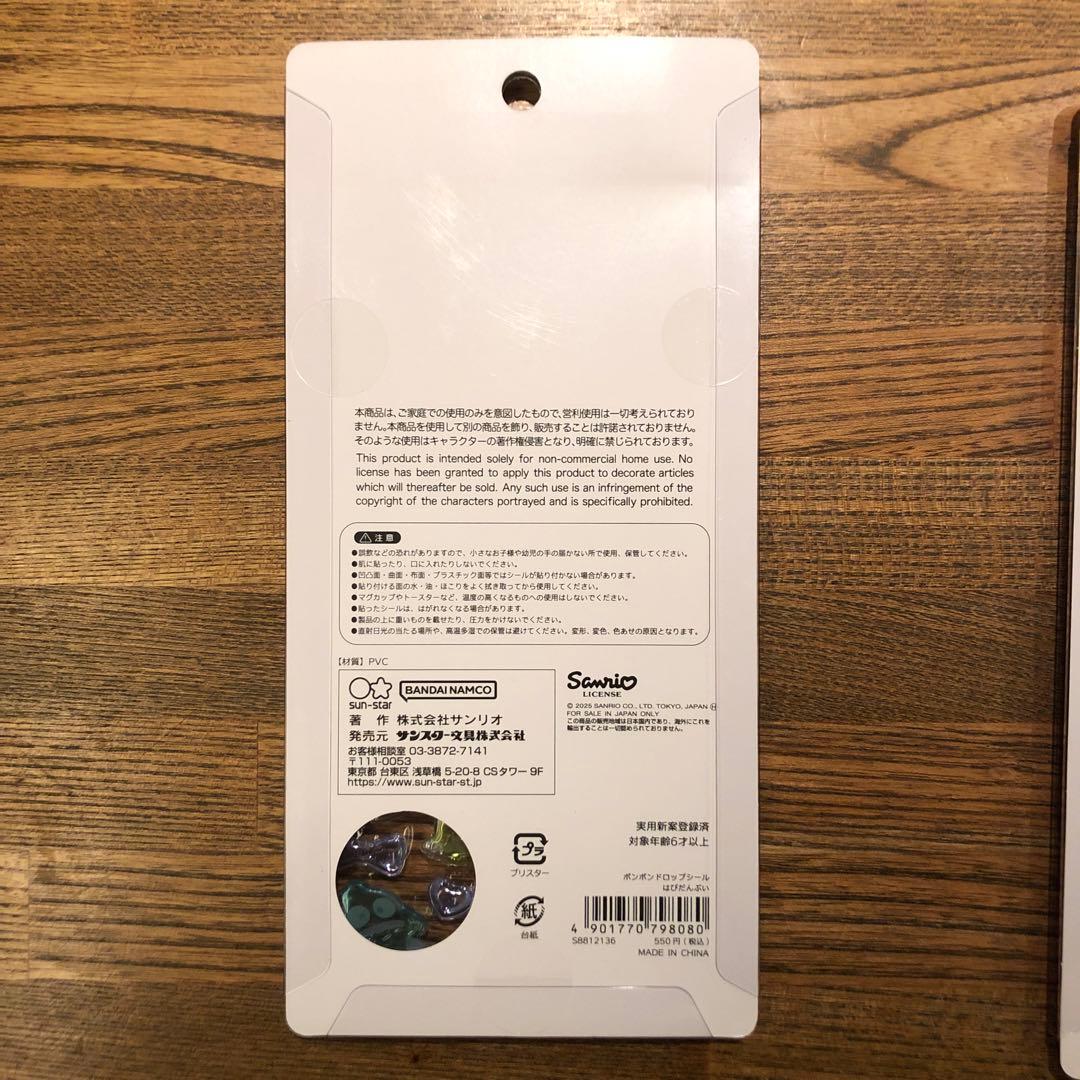 本商品は、ご家庭での使用のみを意図したもので、営利使用は一切考えられており
ません。本商品を使用して別の商品を飾り、販売することは許諾されておりません。
そのような使用はキャラクターの著作権侵害となり、明確に禁じられております。
This product is intended solely for non-commercial home use. No
license has been granted to apply this product to decorate articles
which will thereafter be sold. Any such use is an infringement of the
copyright of the characters portrayed and is specifically prohibited.
注意
●誤飲などの恐れがありますので、小さなお子様や幼児の手の届かない所で使用、保管してください。
●肌に貼ったり、口に入れたりしないでください。
●凹凸面・曲面・布面・プラスチック面等ではシールが貼り付かない場合があります。
●貼り付ける面の水・油・ほこりをよく拭き取ってから使用してください。
●マグカップやトースターなど、温度の高くなるものへの使用はしないでください。
●貼ったシールは、はがれなくなる場合があります。
●製品の上に重いものを載せたり、圧力をかけないでください。
●直射日光の当たる場所や、高温多湿での保管は避けてください。変形、変色、色あせの原因となります。
【材質】PVC
sun-star BANDAI NAMCO
著 作 株式会社サンリオ
発売元 サンスター文具株式会社
お客様相談室 03-3872-7141
〒111-0053
東京都 台東区 浅草橋 5-20-8 CSタワー 9F
https://www.sun-star-st.jp
Sanrio
LICENSE
© 2025 SANRIO CO., LTD. TOKYO, JAPAN Ⓗ
FOR SALE IN JAPAN ONLY
この商品の販売地域は日本国内であり、海外にこれを
輸出することは一切認められておりません。
実用新案登録済
対象年齢6才以上
プラ
ブリスター
紙
台紙
ボンボンドロップシール
はぴだんぶい
4 901770 798080
S8812136 550円(税込)
MADE IN CHINA